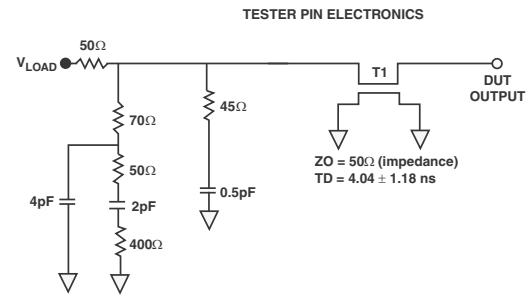 TESTER PIN ELECTRONICS
50Ω
VLOAD
T1
DUT
OUTPUT
70Ω
45Ω
50Ω
ZO = 50Ω (impedance)
TD = 4.04 ± 1.18 ns
4pF
2pF
0.5pF
400Ω